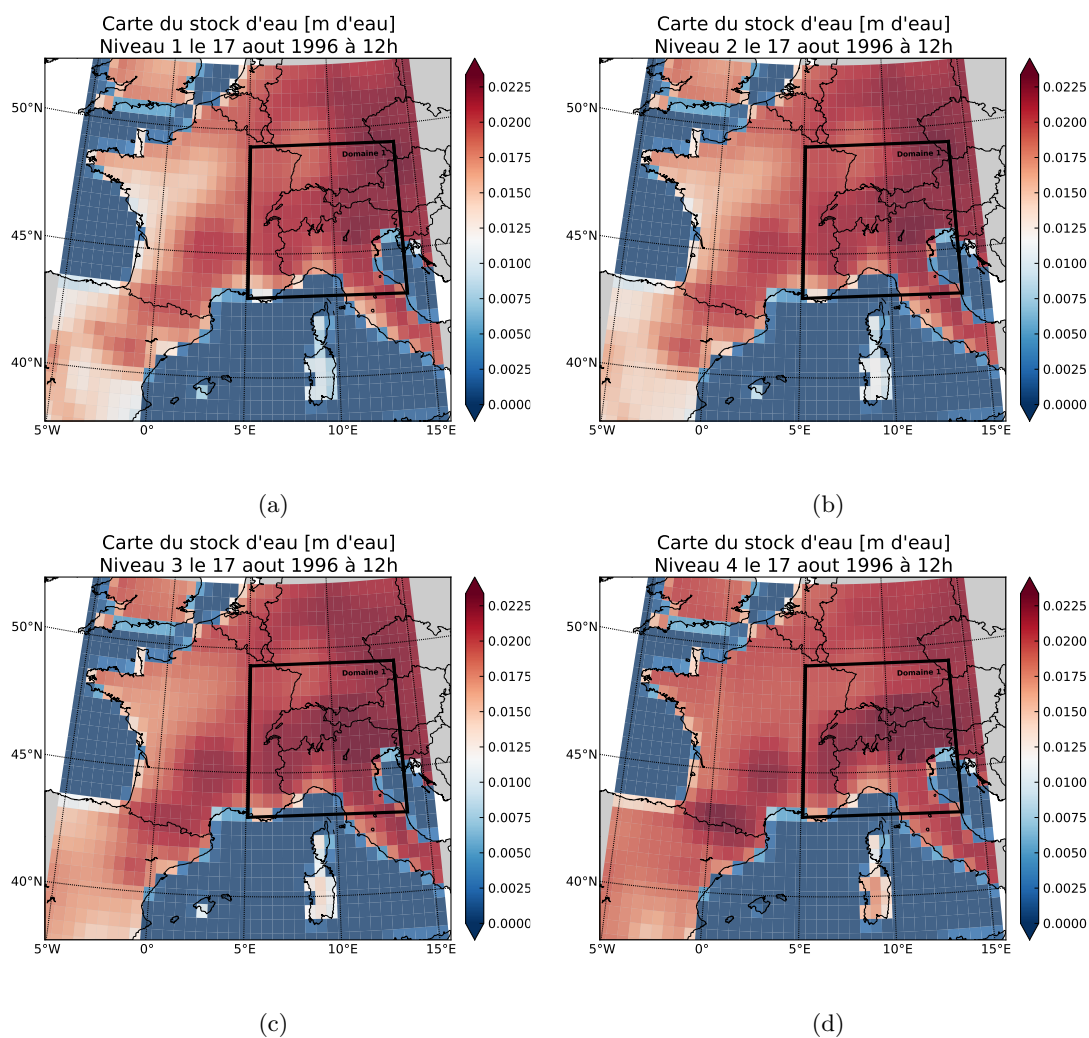 Carte du stock d'eau [m d'eau]
Niveau 1 le 17 aout 1996 à 12h
50°N
45°N
40°N
5°W
0°
5°E
10°E
15°E
Domaine 1
0.0225
0.0200
0.0175
0.0150
0.0125
0.0100
0.0075
0.0050
0.0025
0.0000
(a)
Carte du stock d'eau [m d'eau]
Niveau 2 le 17 aout 1996 à 12h
50°N
45°N
40°N
5°W
0°
5°E
10°E
15°E
Domaine 1
0.0225
0.0200
0.0175
0.0150
0.0125
0.0100
0.0075
0.0050
0.0025
0.0000
(b)
Carte du stock d'eau [m d'eau]
Niveau 3 le 17 aout 1996 à 12h
50°N
45°N
40°N
5°W
0°
5°E
10°E
15°E
Domaine 1
0.0225
0.0200
0.0175
0.0150
0.0125
0.0100
0.0075
0.0050
0.0025
0.0000
(c)
Carte du stock d'eau [m d'eau]
Niveau 4 le 17 aout 1996 à 12h
50°N
45°N
40°N
5°W
0°
5°E
10°E
15°E
Domaine 1
0.0225
0.0200
0.0175
0.0150
0.0125
0.0100
0.0075
0.0050
0.0025
0.0000
(d)